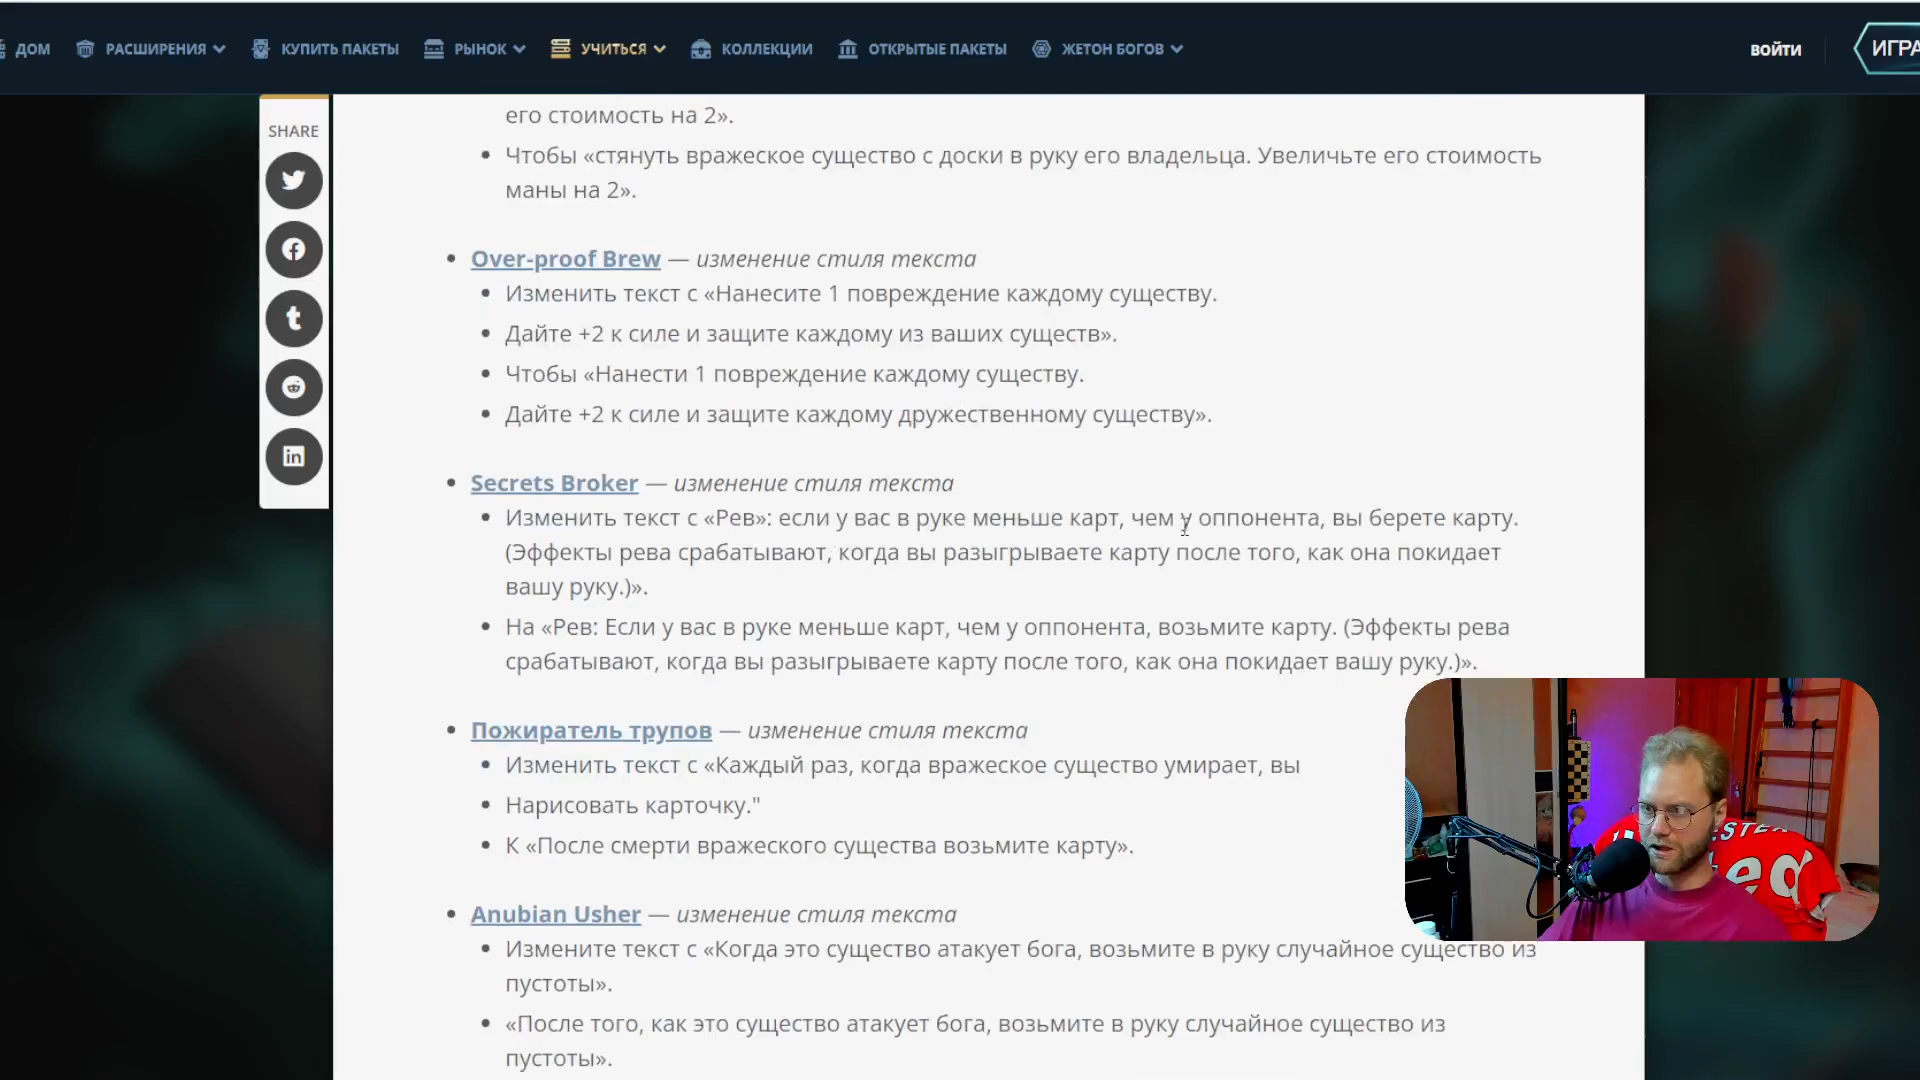 ДОМ
РАСШИРЕНИЯ
КУПИТЬ ПАКЕТЫ
РЫНОК
УЧИТЬСЯ
КОЛЛЕКЦИИ
ОТКРЫТЫЕ ПАКЕТЫ
ЖЕТОН БОГОВ
ВОЙТИ
ИГРА
SHARE
его стоимость на 2».
Чтобы «стянуть вражеское существо с доски в руку его владельца. Увеличьте его стоимость
маны на 2».
Over-proof Brew — изменение стиля текста
Изменить текст с «Нанесите 1 повреждение каждому существу.
Дайте +2 к силе и защите каждому из ваших существ».
Чтобы «Нанести 1 повреждение каждому существу.
Дайте +2 к силе и защите каждому дружественному существу».
Secrets Broker — изменение стиля текста
Изменить текст с «Рев»: если у вас в руке меньше карт, чем у оппонента, вы берете карту.
(Эффекты рева срабатывают, когда вы разыгрываете карту после того, как она покидает
вашу руку.)».
На «Рев: Если у вас в руке меньше карт, чем у оппонента, возьмите карту. (Эффекты рева
срабатывают, когда вы разыгрываете карту после того, как она покидает вашу руку.)».
Пожиратель трупов — изменение стиля текста
Изменить текст с «Каждый раз, когда вражеское существо умирает, вы
Нарисовать карточку."
К «После смерти вражеского существа возьмите карту».
Anubian Usher — изменение стиля текста
Измените текст с «Когда это существо атакует бога, возьмите в руку случайное существо из
пустоты».
«После того, как это существо атакует бога, возьмите в руку случайное существо из
пустоты».